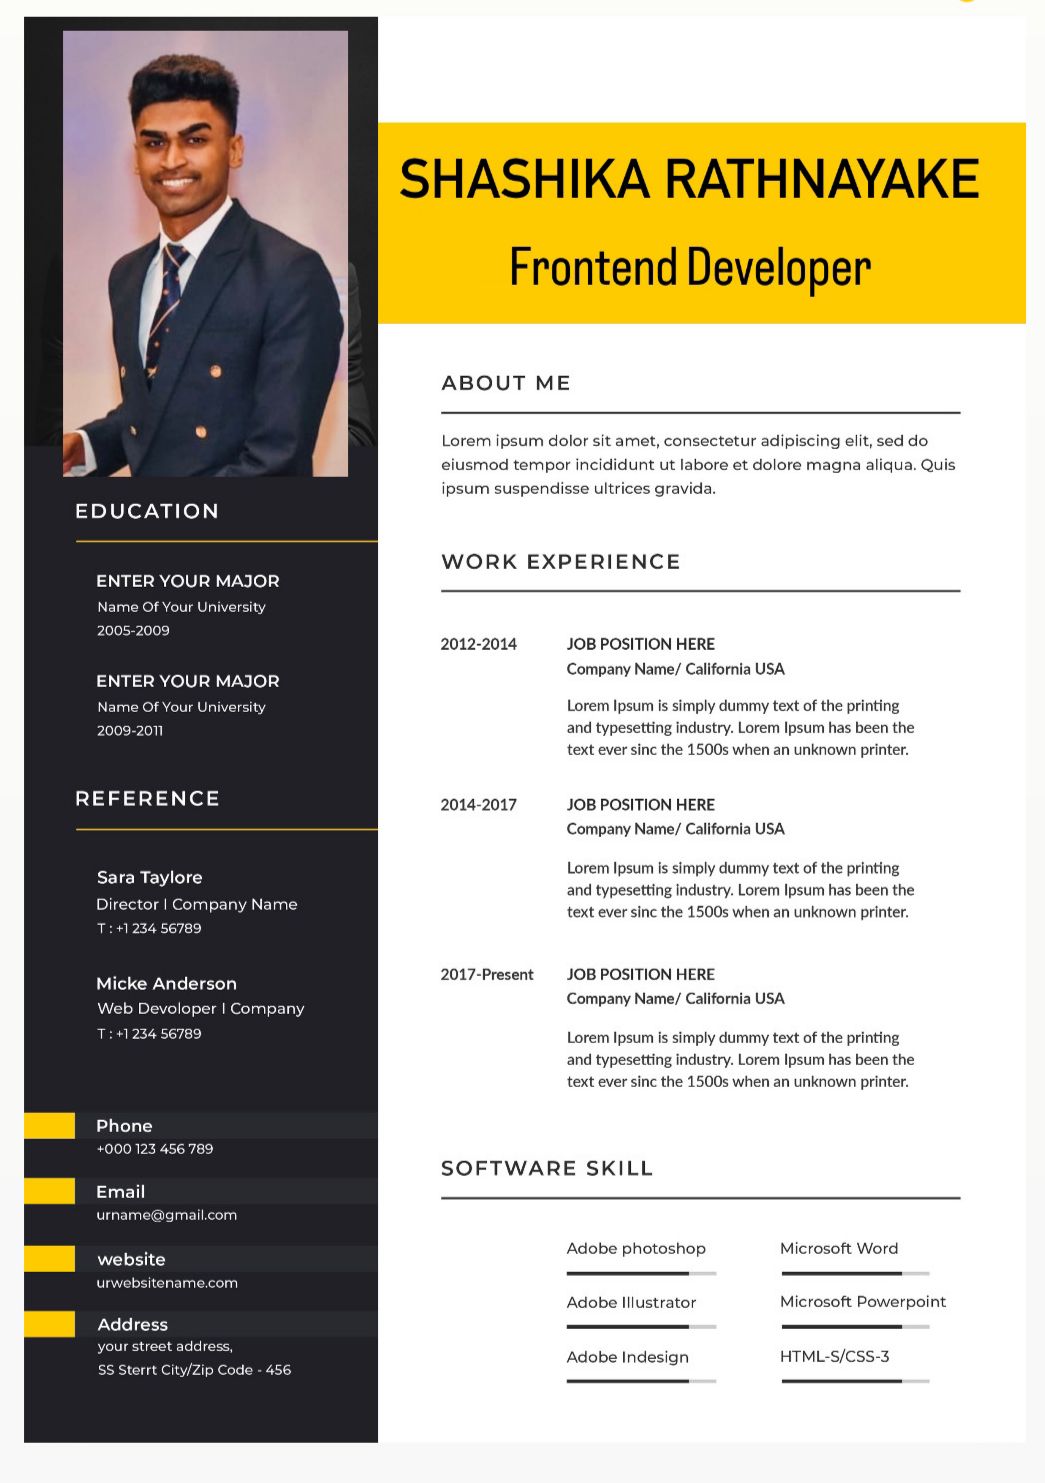 SHASHIKA RATHNAYAKE
Frontend Developer
EDUCATION
ENTER YOUR MAJOR
Name Of Your University
2005-2009
ENTER YOUR MAJOR
Name Of Your University
2009-2011
REFERENCE
Sara Taylore
Director I Company Name
T : +1 234 56789
Micke Anderson
Web Devoloper I Company
T : +1 234 56789
Phone
+000 123 456 789
Email
urname@gmail.com
website
urwebsitename.com
Address
your street address,
SS Sterrt City/Zip Code - 456
ABOUT ME
Lorem ipsum dolor sit amet, consectetur adipiscing elit, sed do
eiusmod tempor incididunt ut labore et dolore magna aliqua. Quis
ipsum suspendisse ultrices gravida.
WORK EXPERIENCE
2012-2014 JOB POSITION HERE
Company Name/ California USA
Lorem Ipsum is simply dummy text of the printing
and typesetting industry. Lorem Ipsum has been the
text ever sinc the 1500s when an unknown printer.
2014-2017 JOB POSITION HERE
Company Name/ California USA
Lorem Ipsum is simply dummy text of the printing
and typesetting industry. Lorem Ipsum has been the
text ever sinc the 1500s when an unknown printer.
2017-Present JOB POSITION HERE
Company Name/ California USA
Lorem Ipsum is simply dummy text of the printing
and typesetting industry. Lorem Ipsum has been the
text ever sinc the 1500s when an unknown printer.
SOFTWARE SKILL
Adobe photoshop Microsoft Word
Adobe Illustrator Microsoft Powerpoint
Adobe Indesign HTML-S/CSS-3